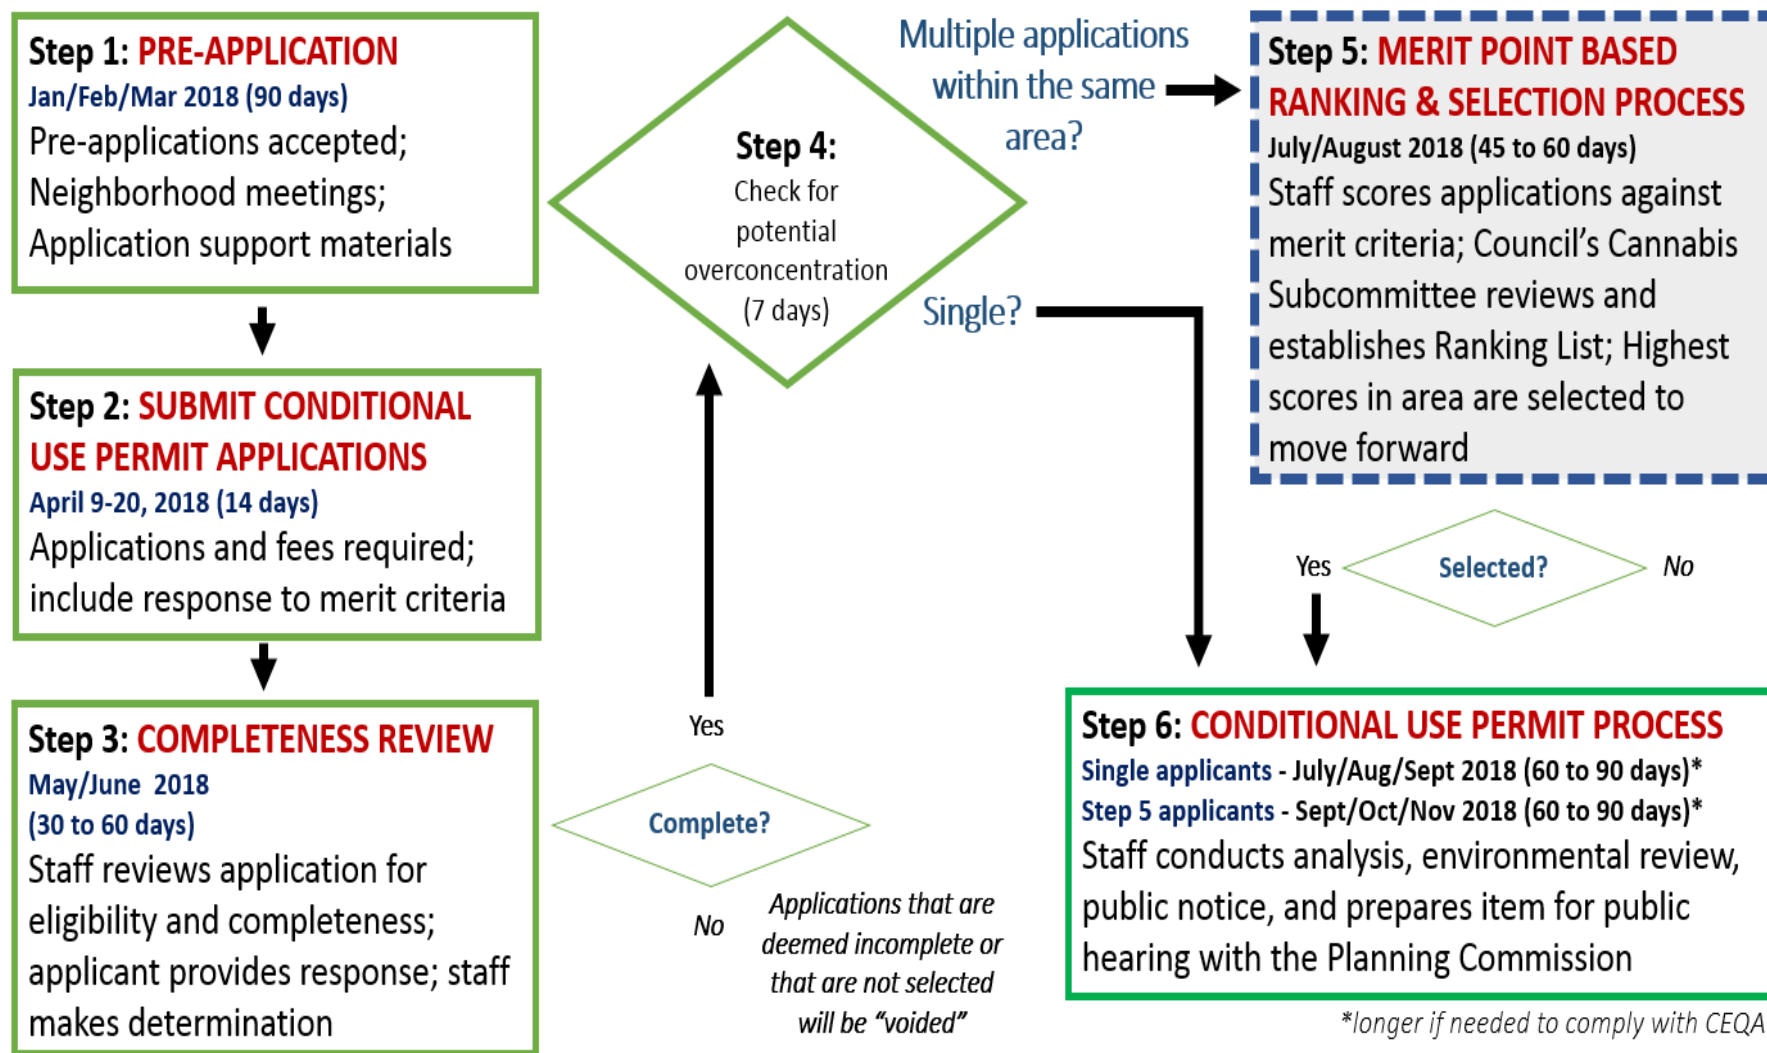 Step 1: PRE-APPLICATION
Jan/Feb/Mar 2018 (90 days)
Pre-applications accepted;
Neighborhood meetings;
Application support materials
Step 2: SUBMIT CONDITIONAL
USE PERMIT APPLICATIONS
April 9-20, 2018 (14 days)
Applications and fees required;
include response to merit criteria
Step 3: COMPLETENESS REVIEW
May/June 2018
(30 to 60 days)
Staff reviews application for
eligibility and completeness;
applicant provides response; staff
makes determination
Complete?
Yes
No
Applications that are
deemed incomplete or
that are not selected
will be “voided”
Step 4:
Check for
potential
overconcentration
(7 days)
Multiple applications
within the same
area?
Single?
Step 5: MERIT POINT BASED
RANKING & SELECTION PROCESS
July/August 2018 (45 to 60 days)
Staff scores applications against
merit criteria; Council’s Cannabis
Subcommittee reviews and
establishes Ranking List; Highest
scores in area are selected to
move forward
Yes
Selected?
No
Step 6: CONDITIONAL USE PERMIT PROCESS
Single applicants - July/Aug/Sept 2018 (60 to 90 days)*
Step 5 applicants - Sept/Oct/Nov 2018 (60 to 90 days)*
Staff conducts analysis, environmental review,
public notice, and prepares item for public
hearing with the Planning Commission
*longer if needed to comply with CEQA